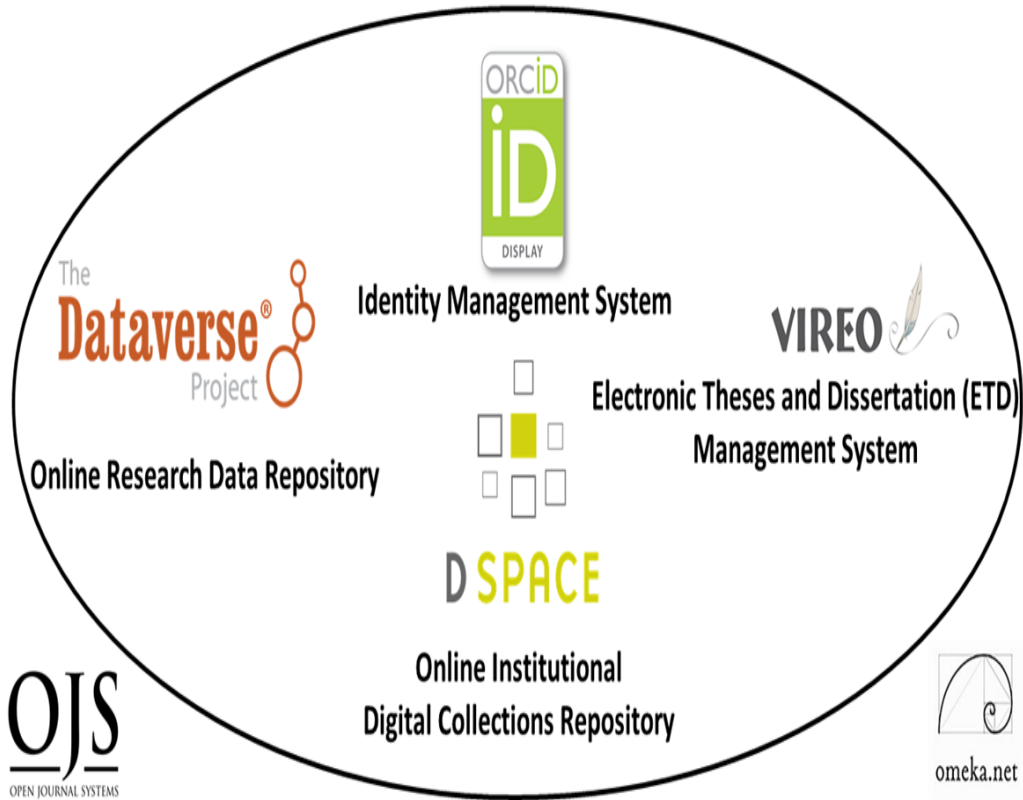 ORCiD
iD
DISPLAY
Identity Management System
The
Dataverse®
Project
Online Research Data Repository
VIREO
Electronic Theses and Dissertation (ETD)
Management System
D SPACE
Online Institutional
Digital Collections Repository
OJS
OPEN JOURNAL SYSTEMS
omeka.net